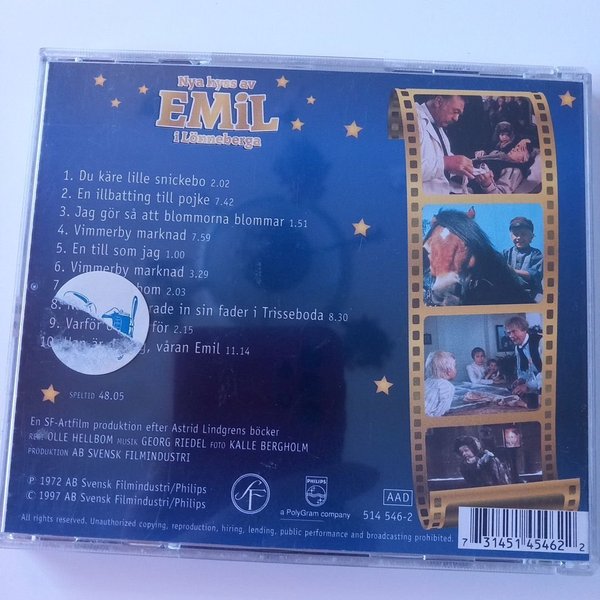 Nya hyss av
EMIL
i Lönneberga
1. Du käre lille snickebo 2.02
2. En illbatting till pojke 7.42
3. Jag gör så att blommorna blommar 1.51
4. Vimmerby marknad 7.59
5. En till som jag 1.00
6. Vimmerby marknad 3.29
7. bom 2.03
8. rade in sin fader i Trisseboda 8.30
9. Varför för 2.15
10. våran Emil 11.14
SPELTID 48.05
En SF-Artfilm produktion efter Astrid Lindgrens böcker
OLLE HELLBOM MUSIK GEORG RIEDEL FOTO KALLE BERGHOLM
PRODUKTION AB SVENSK FILMINDUSTRI
P 1972 AB Svensk Filmindustri/Philips
© 1997 AB Svensk Filmindustri/Philips
SF
PHILIPS
a PolyGram company
AAD
514 546-2
All rights reserved. Unauthorized copying, reproduction, hiring, lending, public performance and broadcasting prohibited.
7 31451 45462 2